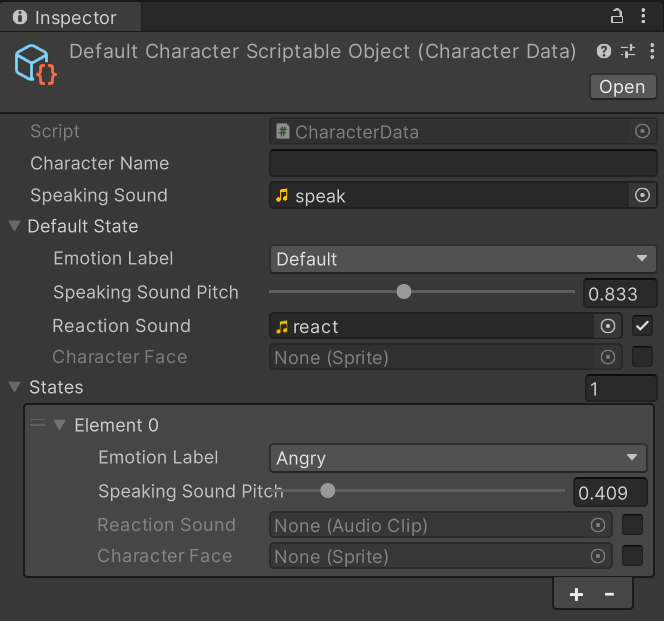 Inspector
Default Character Scriptable Object (Character Data)
Open
Script
CharacterData
Character Name
Speaking Sound
speak
Default State
Emotion Label
Default
Speaking Sound Pitch
0.833
Reaction Sound
react
Character Face
None (Sprite)
States
1
Element 0
Emotion Label
Angry
Speaking Sound Pitch
0.409
Reaction Sound
None (Audio Clip)
Character Face
None (Sprite)
+ -